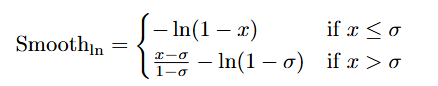 Smooth_ln = { − ln(1 − x) if x ≤ σ
(x−σ)/(1−σ) − ln(1 − σ) if x > σ